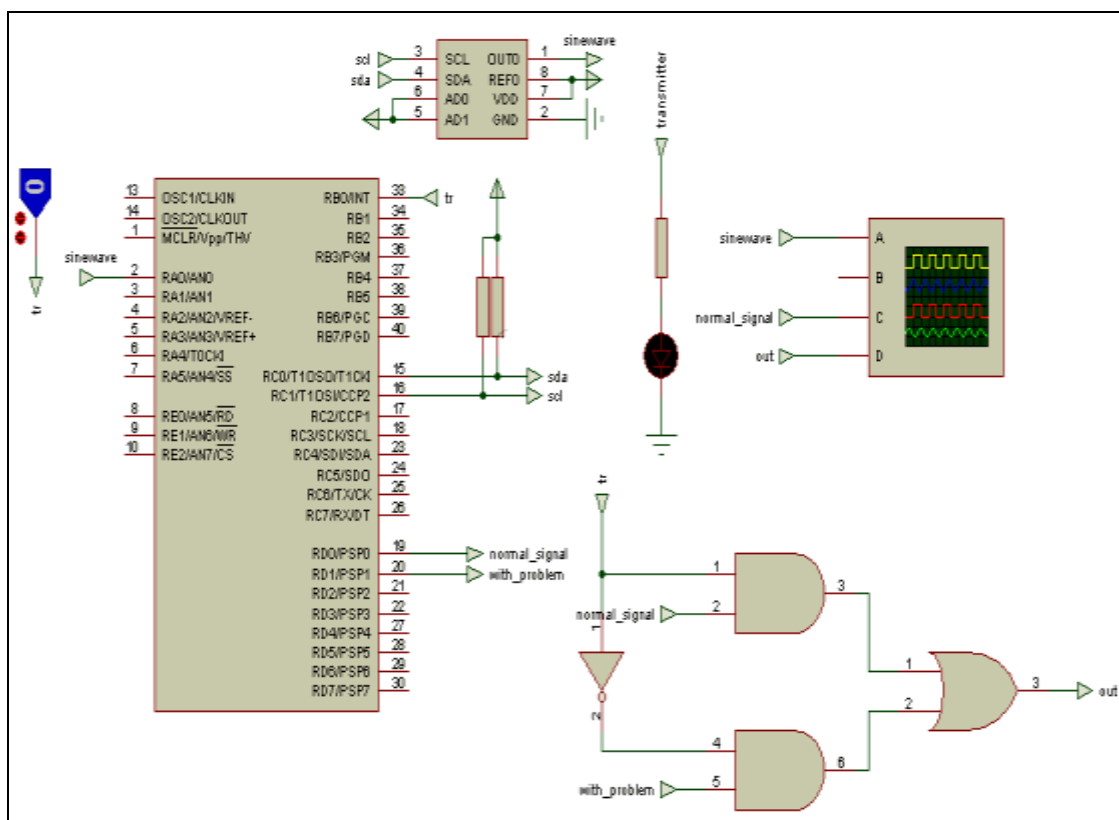 sinewave
scl 3 SCL OUT0 1
sda 4 SDA REF0 8
6 AD0 VDD 7
5 AD1 GND 2
transmitter
0
tr
13 OSC1/CLKIN RB0/INT 33 tr
14 OSC2/CLKOUT RB1 34
1 MCLR/Vpp/THV RB2 35
RB3/PGM 36
sinewave 2 RA0/AN0 RB4 37
3 RA1/AN1 RB5 38
4 RA2/AN2/VREF- RB6/PGC 39
5 RA3/AN3/VREF+ RB7/PGD 40
6 RA4/T0CKI
7 RA5/AN4/SS RC0/T1OSO/T1CKI 15 sda
RC1/T1OSI/CCP2 16 scl
8 RE0/AN5/RD RC2/CCP1 17
9 RE1/AN6/WR RC3/SCK/SCL 18
10 RE2/AN7/CS RC4/SDI/SDA 23
RC5/SDO 24
RC6/TX/CK 25
RC7/RX/DT 26
RD0/PSP0 19 normal_signal
RD1/PSP1 20 with_problem
RD2/PSP2 21
RD3/PSP3 22
RD4/PSP4 27
RD5/PSP5 28
RD6/PSP6 29
RD7/PSP7 30
sinewave A
B
normal_signal C
out D
tr
1 3
normal_signal 2
1
2
4 6
with_problem 5
1 3 out
2